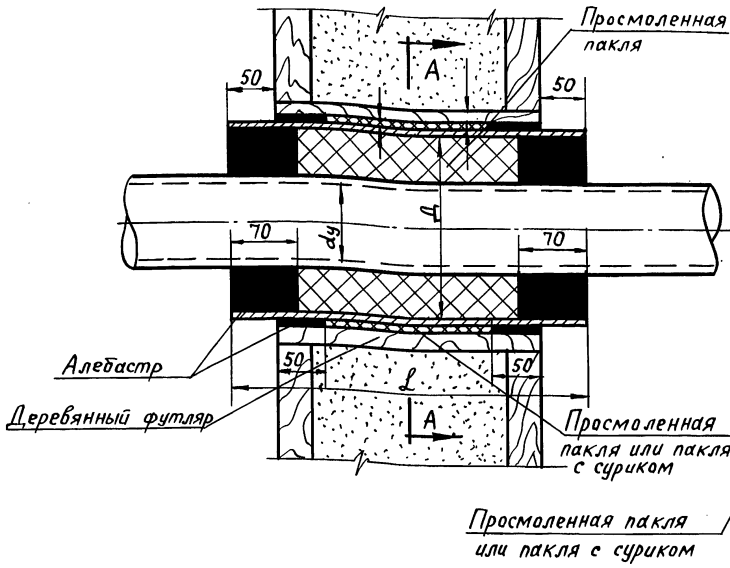 Просмоленная
пакля
А
50
50
Д
dу
70
70
Алебастр
50
50
L
Деревянный футляр
А
Просмоленная
пакля или пакля
с суриком
Просмоленная пакля
или пакля с суриком